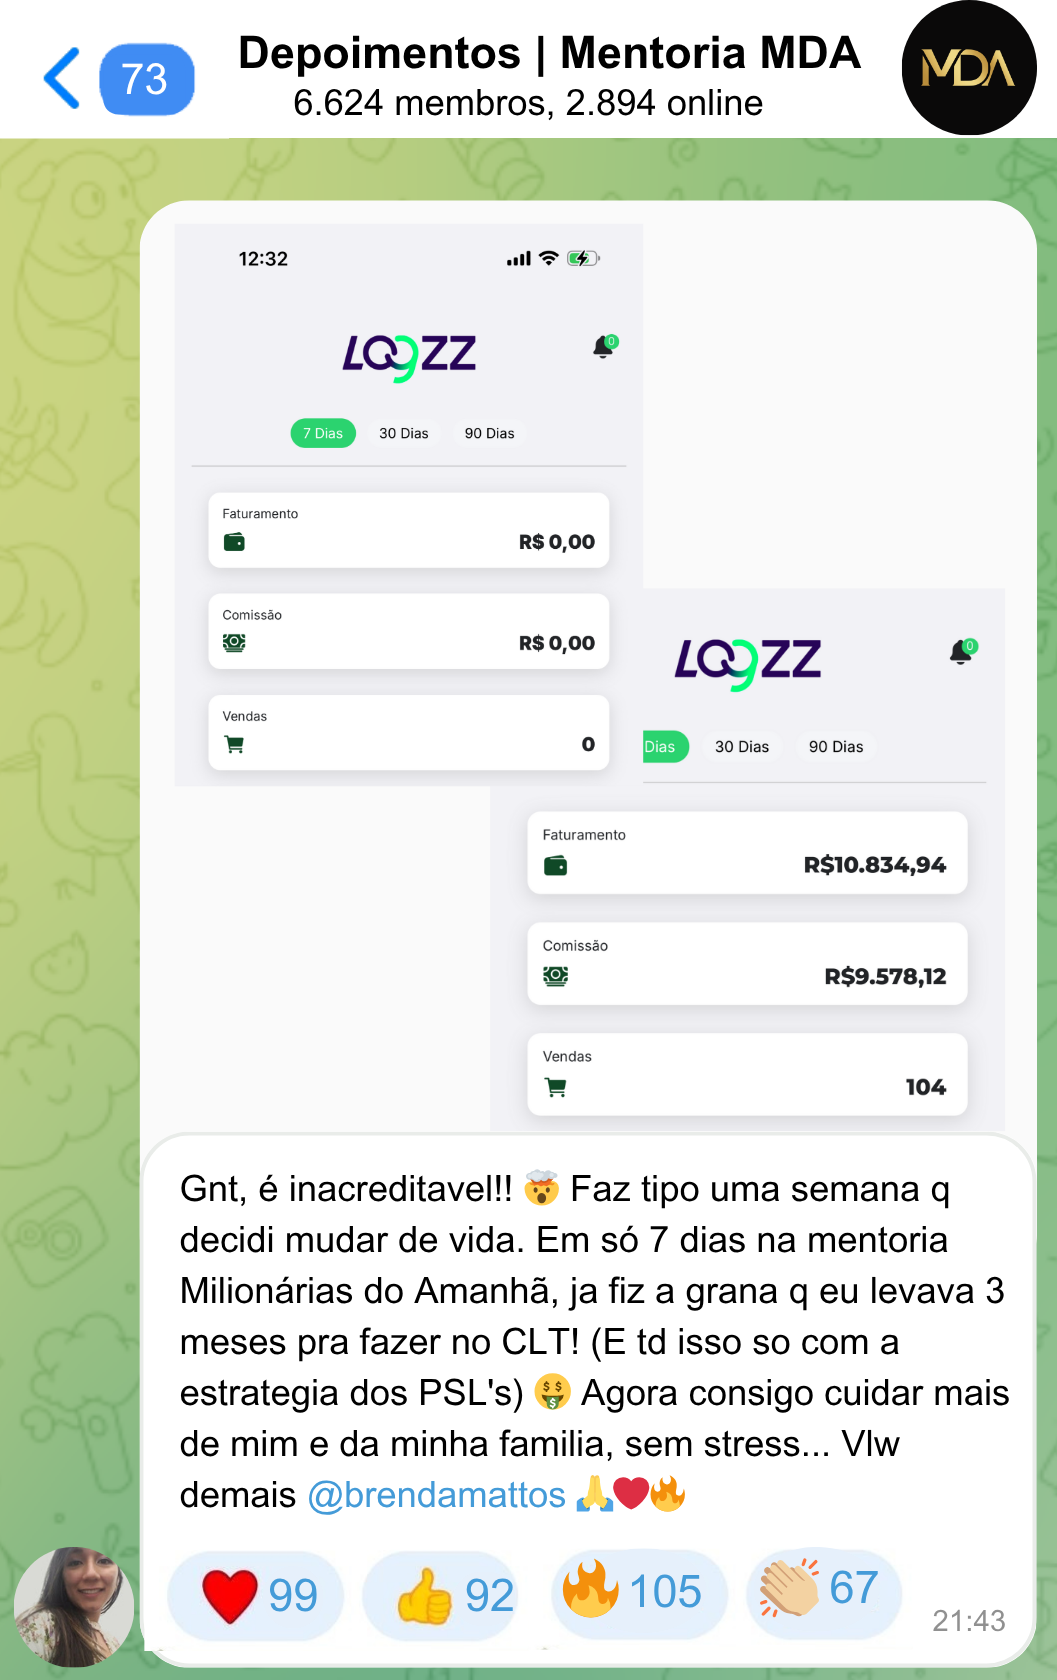 73
Depoimentos | Mentoria MDA
6.624 membros, 2.894 online
MDA
12:32
LOGZZ
0
7 Dias
30 Dias
90 Dias
Faturamento
R$ 0,00
Comissão
R$ 0,00
Vendas
0
LOGZZ
0
Dias
30 Dias
90 Dias
Faturamento
R$10.834,94
Comissão
R$9.578,12
Vendas
104
Gnt, é inacreditavel!! 🤯 Faz tipo uma semana q
decidi mudar de vida. Em só 7 dias na mentoria
Milionárias do Amanhã, ja fiz a grana q eu levava 3
meses pra fazer no CLT! (E td isso so com a
estrategia dos PSL's) 🤑 Agora consigo cuidar mais
de mim e da minha familia, sem stress... Vlw
demais @brendamattos 🙏❤️🔥
❤️ 99
👍 92
🔥 105
👏 67
21:43